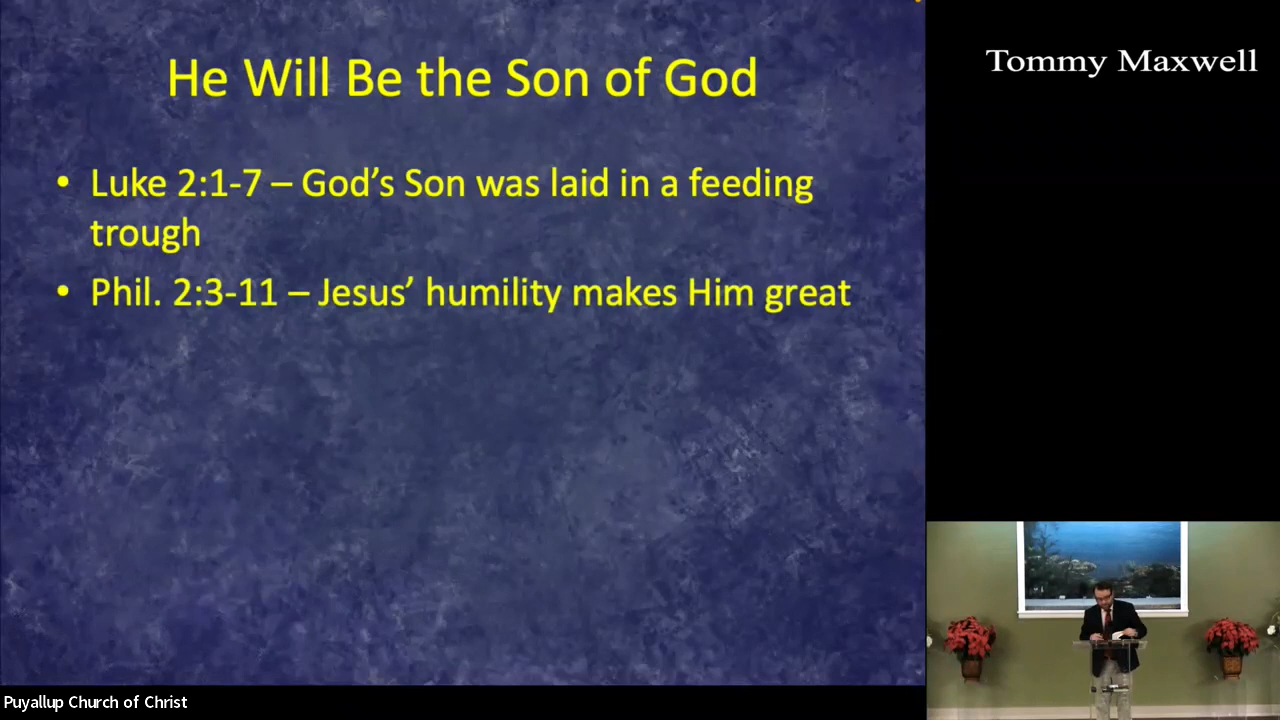 He Will Be the Son of God
• Luke 2:1-7 – God’s Son was laid in a feeding
trough
• Phil. 2:3-11 – Jesus’ humility makes Him great
Tommy Maxwell
Puyallup Church of Christ